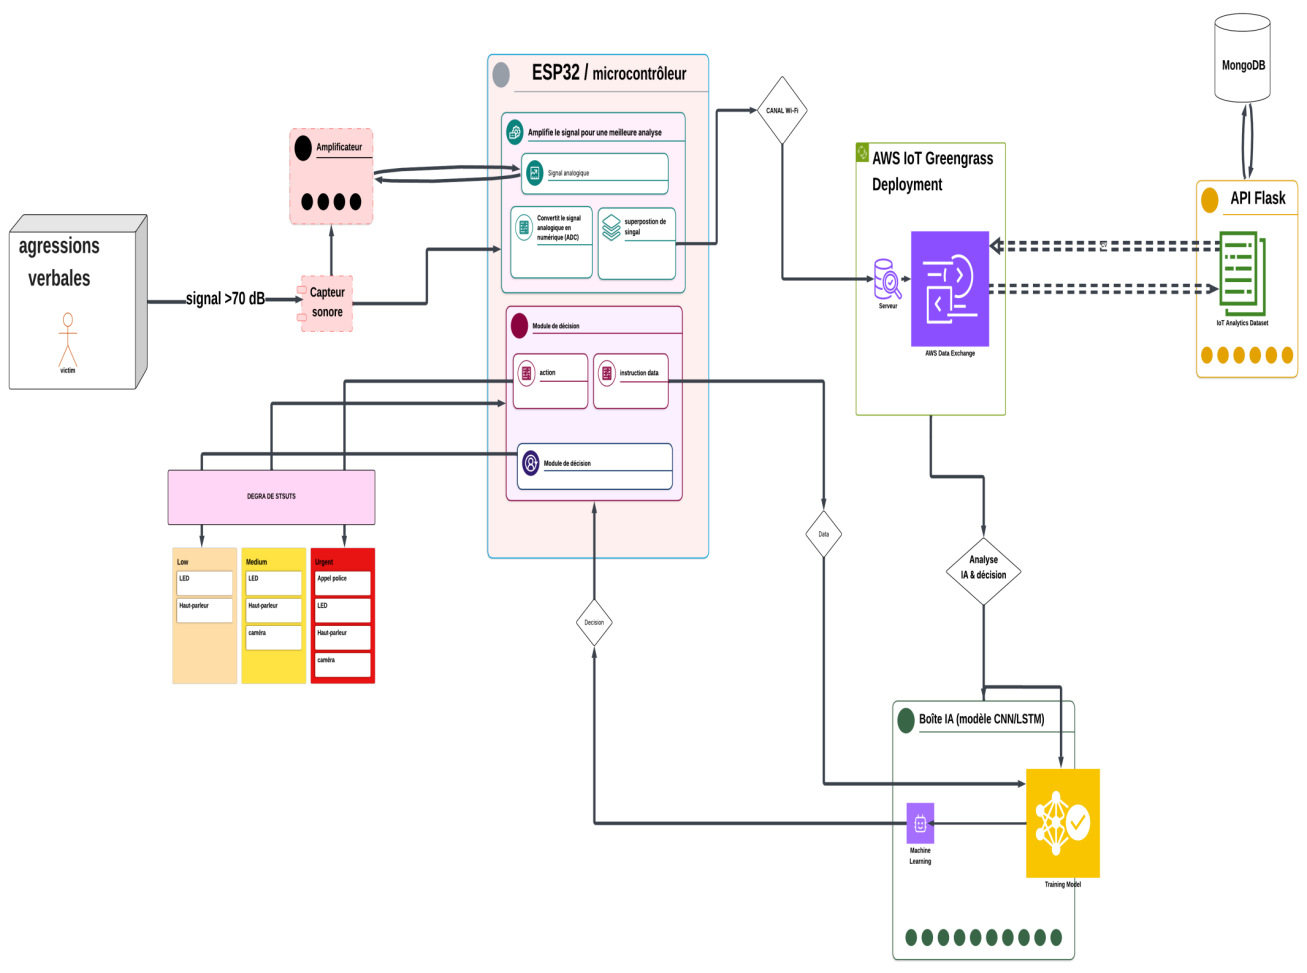 MongoDB
ESP32 / microcontrôleur
CANAL Wi-Fi
Amplifie le signal pour une meilleure analyse
Amplificateur
Signal analogique
AWS IoT Greengrass
Deployment
API Flask
Convertit le signal
analogique en
numérique (ADC)
superpostion de
singal
agressions
verbales
signal >70 dB
Capteur
sonore
victim
Serveur
AWS Data Exchange
IoT Analytics Dataset
Module de décision
action
instruction data
Module de décision
DEGRA DE STSUTS
Data
Analyse
IA & décision
Low
LED
Haut-parleur
Medium
LED
Haut-parleur
caméra
Urgent
Appel police
LED
Haut-parleur
caméra
Decision
Boîte IA (modèle CNN/LSTM)
Machine
Learning
Training Model